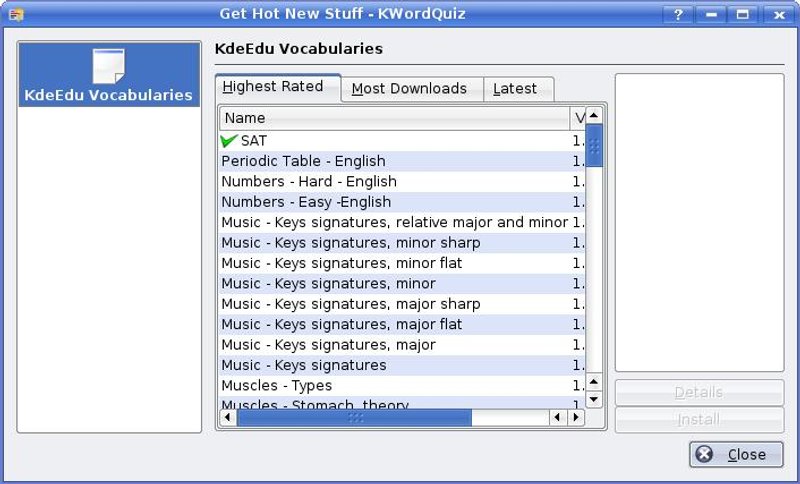 Get Hot New Stuff - KWordQuiz
KdeEdu Vocabularies
KdeEdu Vocabularies
Highest Rated
Most Downloads
Latest
Name
V
SAT 1.
Periodic Table - English 1.
Numbers - Hard - English 1.
Numbers - Easy -English 1.
Music - Keys signatures, relative major and minor 1.
Music - Keys signatures, minor sharp 1.
Music - Keys signatures, minor flat 1.
Music - Keys signatures, minor 1.
Music - Keys signatures, major sharp 1.
Music - Keys signatures, major flat 1.
Music - Keys signatures, major 1.
Music - Keys signatures 1.
Muscles - Types 1.
Muscles - Stomach, theory 1.
Details
Install
Close